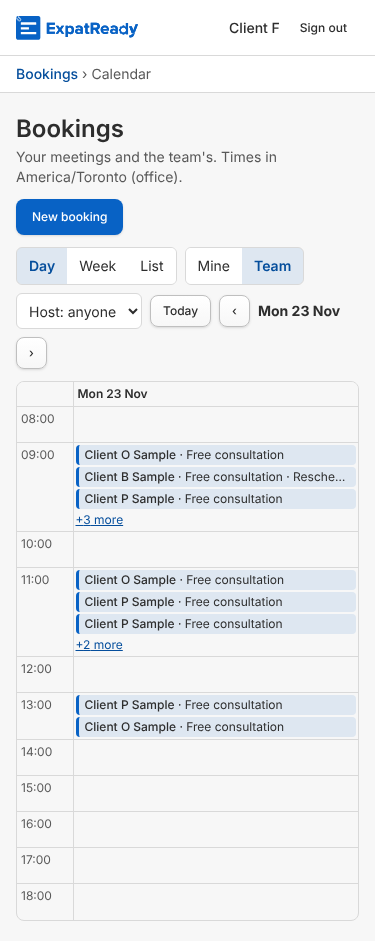 ExpatReady
Client F
Sign out
Bookings › Calendar
Bookings
Your meetings and the team's. Times in
America/Toronto (office).
New booking
Day Week List Mine Team
Host: anyone Today ‹ Mon 23 Nov
›
Mon 23 Nov
08:00
09:00
Client O Sample · Free consultation
Client B Sample · Free consultation · Resche...
Client P Sample · Free consultation
+3 more
10:00
11:00
Client O Sample · Free consultation
Client P Sample · Free consultation
Client P Sample · Free consultation
+2 more
12:00
13:00
Client P Sample · Free consultation
Client O Sample · Free consultation
14:00
15:00
16:00
17:00
18:00